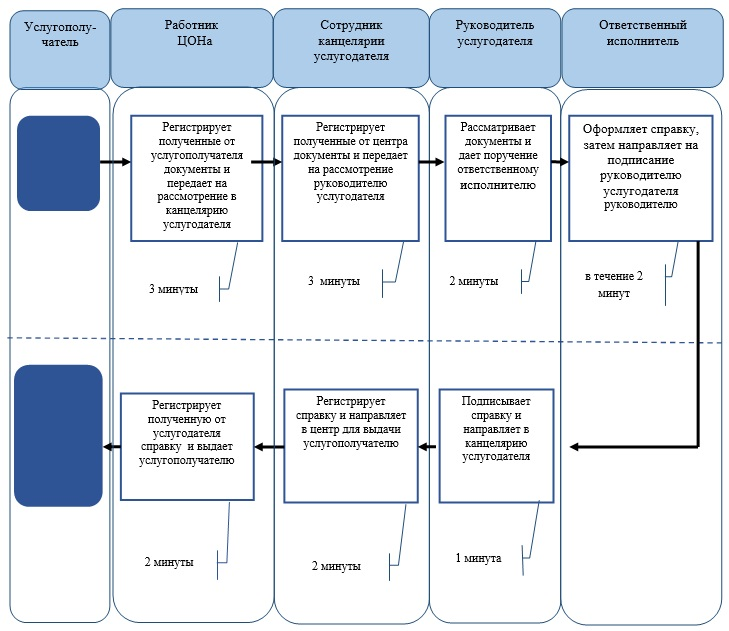 Услугополу-
чатель
Работник
ЦОНа
Сотрудник
канцелярии
услугодателя
Руководитель
услугодателя
Ответственный
исполнитель
Регистрирует
полученные от
услугополучателя
документы и
передает на
рассмотрение в
канцелярию
услугодателя
Регистрирует
полученные от центра
документы и передает
на рассмотрение
руководителю
услугодателя
Рассматривает
документы и
дает поручение
ответственному
исполнителю
Оформляет справку,
затем направляет на
подписание
руководителю
услугодателя
руководителю
3 минуты
3 минуты
2 минуты
в течение 2
минут
Регистрирует
полученную от
услугодателя
справку и выдает
услугополучателю
Регистрирует
справку и направляет
в центр для выдачи
услугополучателю
Подписывает
справку и
направляет в
канцелярию
услугодателя
2 минуты
2 минуты
1 минута